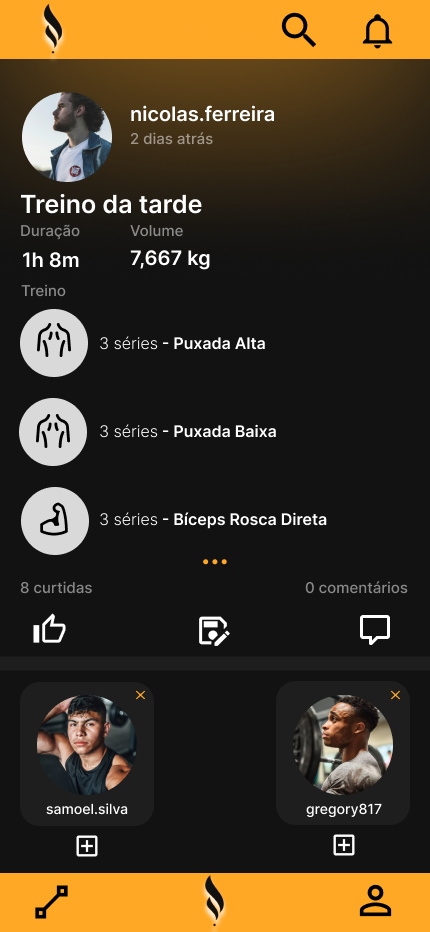 nicolas.ferreira
2 dias atrás
Treino da tarde
Duração Volume
1h 8m 7,667 kg
Treino
3 séries - Puxada Alta
3 séries - Puxada Baixa
3 séries - Bíceps Rosca Direta
8 curtidas 0 comentários
samoel.silva gregory817